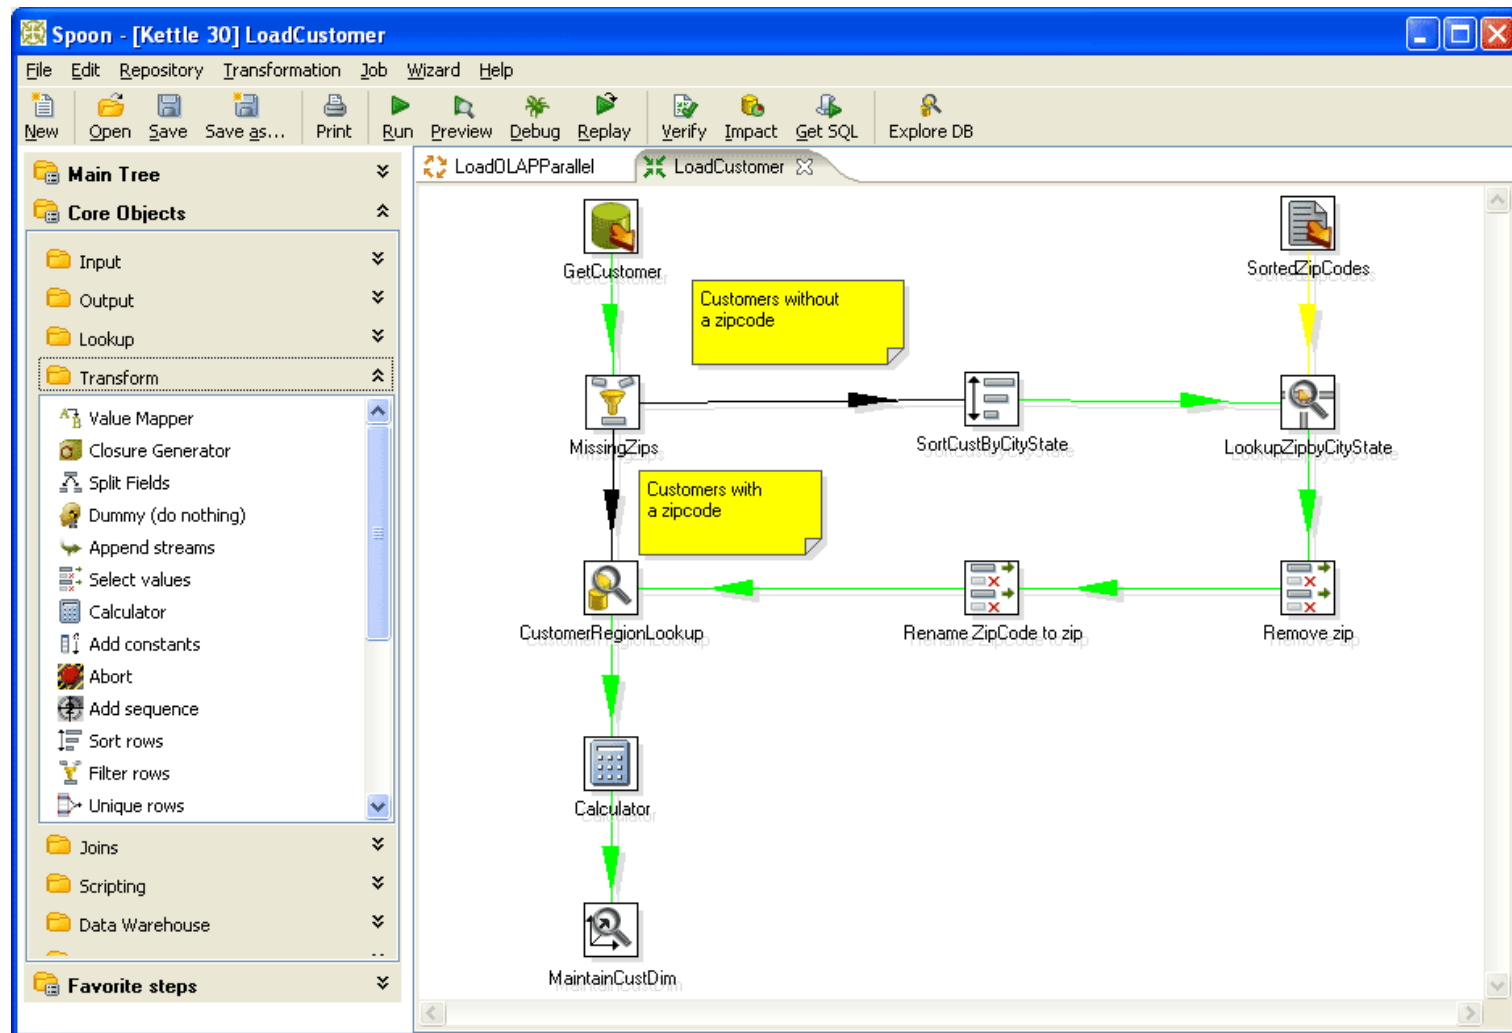 Spoon - [Kettle 30] LoadCustomer
File Edit Repository Transformation Job Wizard Help
New Open Save Save as... Print Run Preview Debug Replay Verify Impact Get SQL Explore DB
Main Tree
Core Objects
Input
Output
Lookup
Transform
Value Mapper
Closure Generator
Split Fields
Dummy (do nothing)
Append streams
Select values
Calculator
Add constants
Abort
Add sequence
Sort rows
Filter rows
Unique rows
Joins
Scripting
Data Warehouse
Favorite steps
LoadOLAPParallel LoadCustomer
GetCustomer
SortedZipCodes
Customers without
a zipcode
MissingZips
SortCustByCityState
LookupZipbyCityState
Customers with
a zipcode
CustomerRegionLookup
Rename ZipCode to zip
Remove zip
Calculator
MaintainCustDim